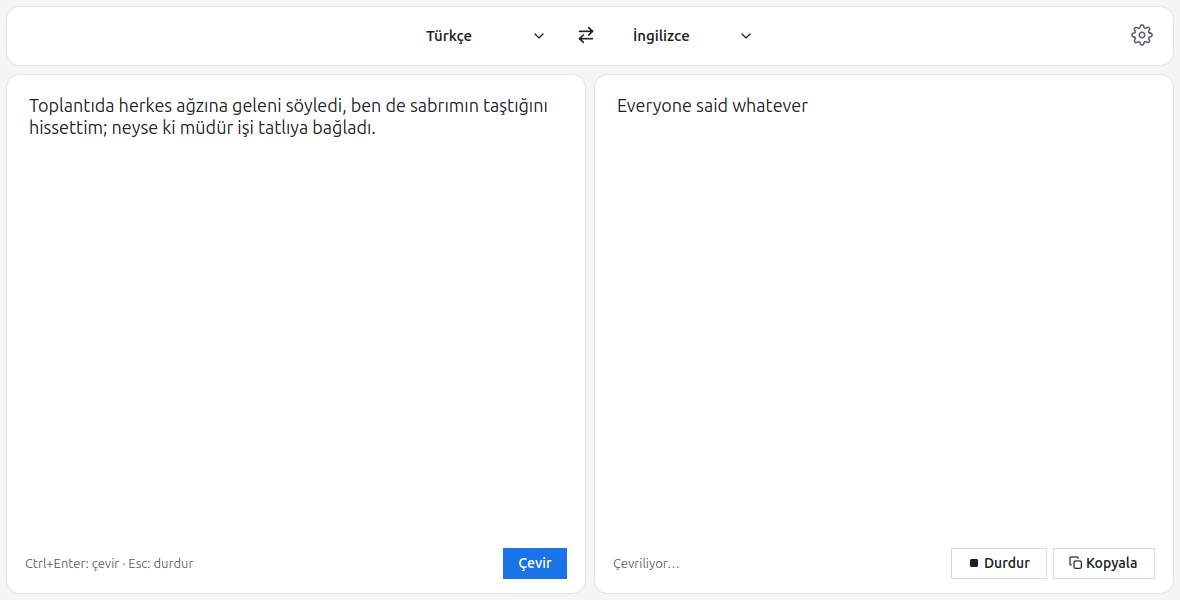 Türkçe
İngilizce
Toplantıda herkes ağzına geleni söyledi, ben de sabrımın taştığını
hissettim; neyse ki müdür işi tatlıya bağladı.
Everyone said whatever
Ctrl+Enter: çevir · Esc: durdur
Çevir
Çevriliyor…
Durdur
Kopyala